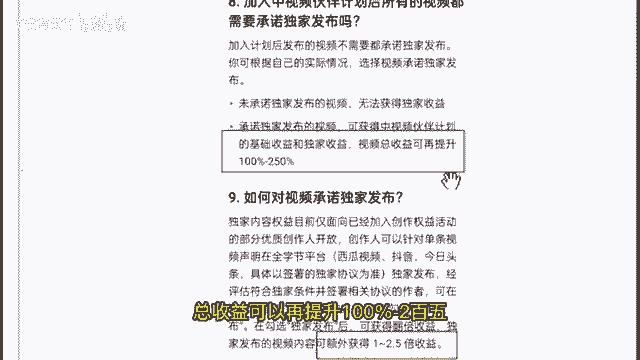 8. 加入中视频伙伴计划后所有的视频都
需要承诺独家发布吗?
加入计划后发布的视频不需要都承诺独家发布。
你可根据自己的实际情况，选择视频承诺独家发
布。
• 未承诺独家发布的视频，无法获得独家收益
• 承诺独家发布的视频，可获得中视频伙伴计划
的基础收益和独家收益，视频总收益可再提升
100%-250%
9. 如何对视频承诺独家发布?
独家内容权益目前仅面向已经加入创作权益活动
的部分优质创作人开放，创作人可以针对单条视
频声明在全字节平台（西瓜视频、抖音、今日头
条，具体以签署的独家协议为准）独家发布，经
评估符合独家条件并签署相关协议的作者，可在
总收益可以再提升100%-2百五
布”。在勾选“独家发布”后，可获得翻倍收益，独
家发布的视频内容可额外获得 1~2.5 倍收益。